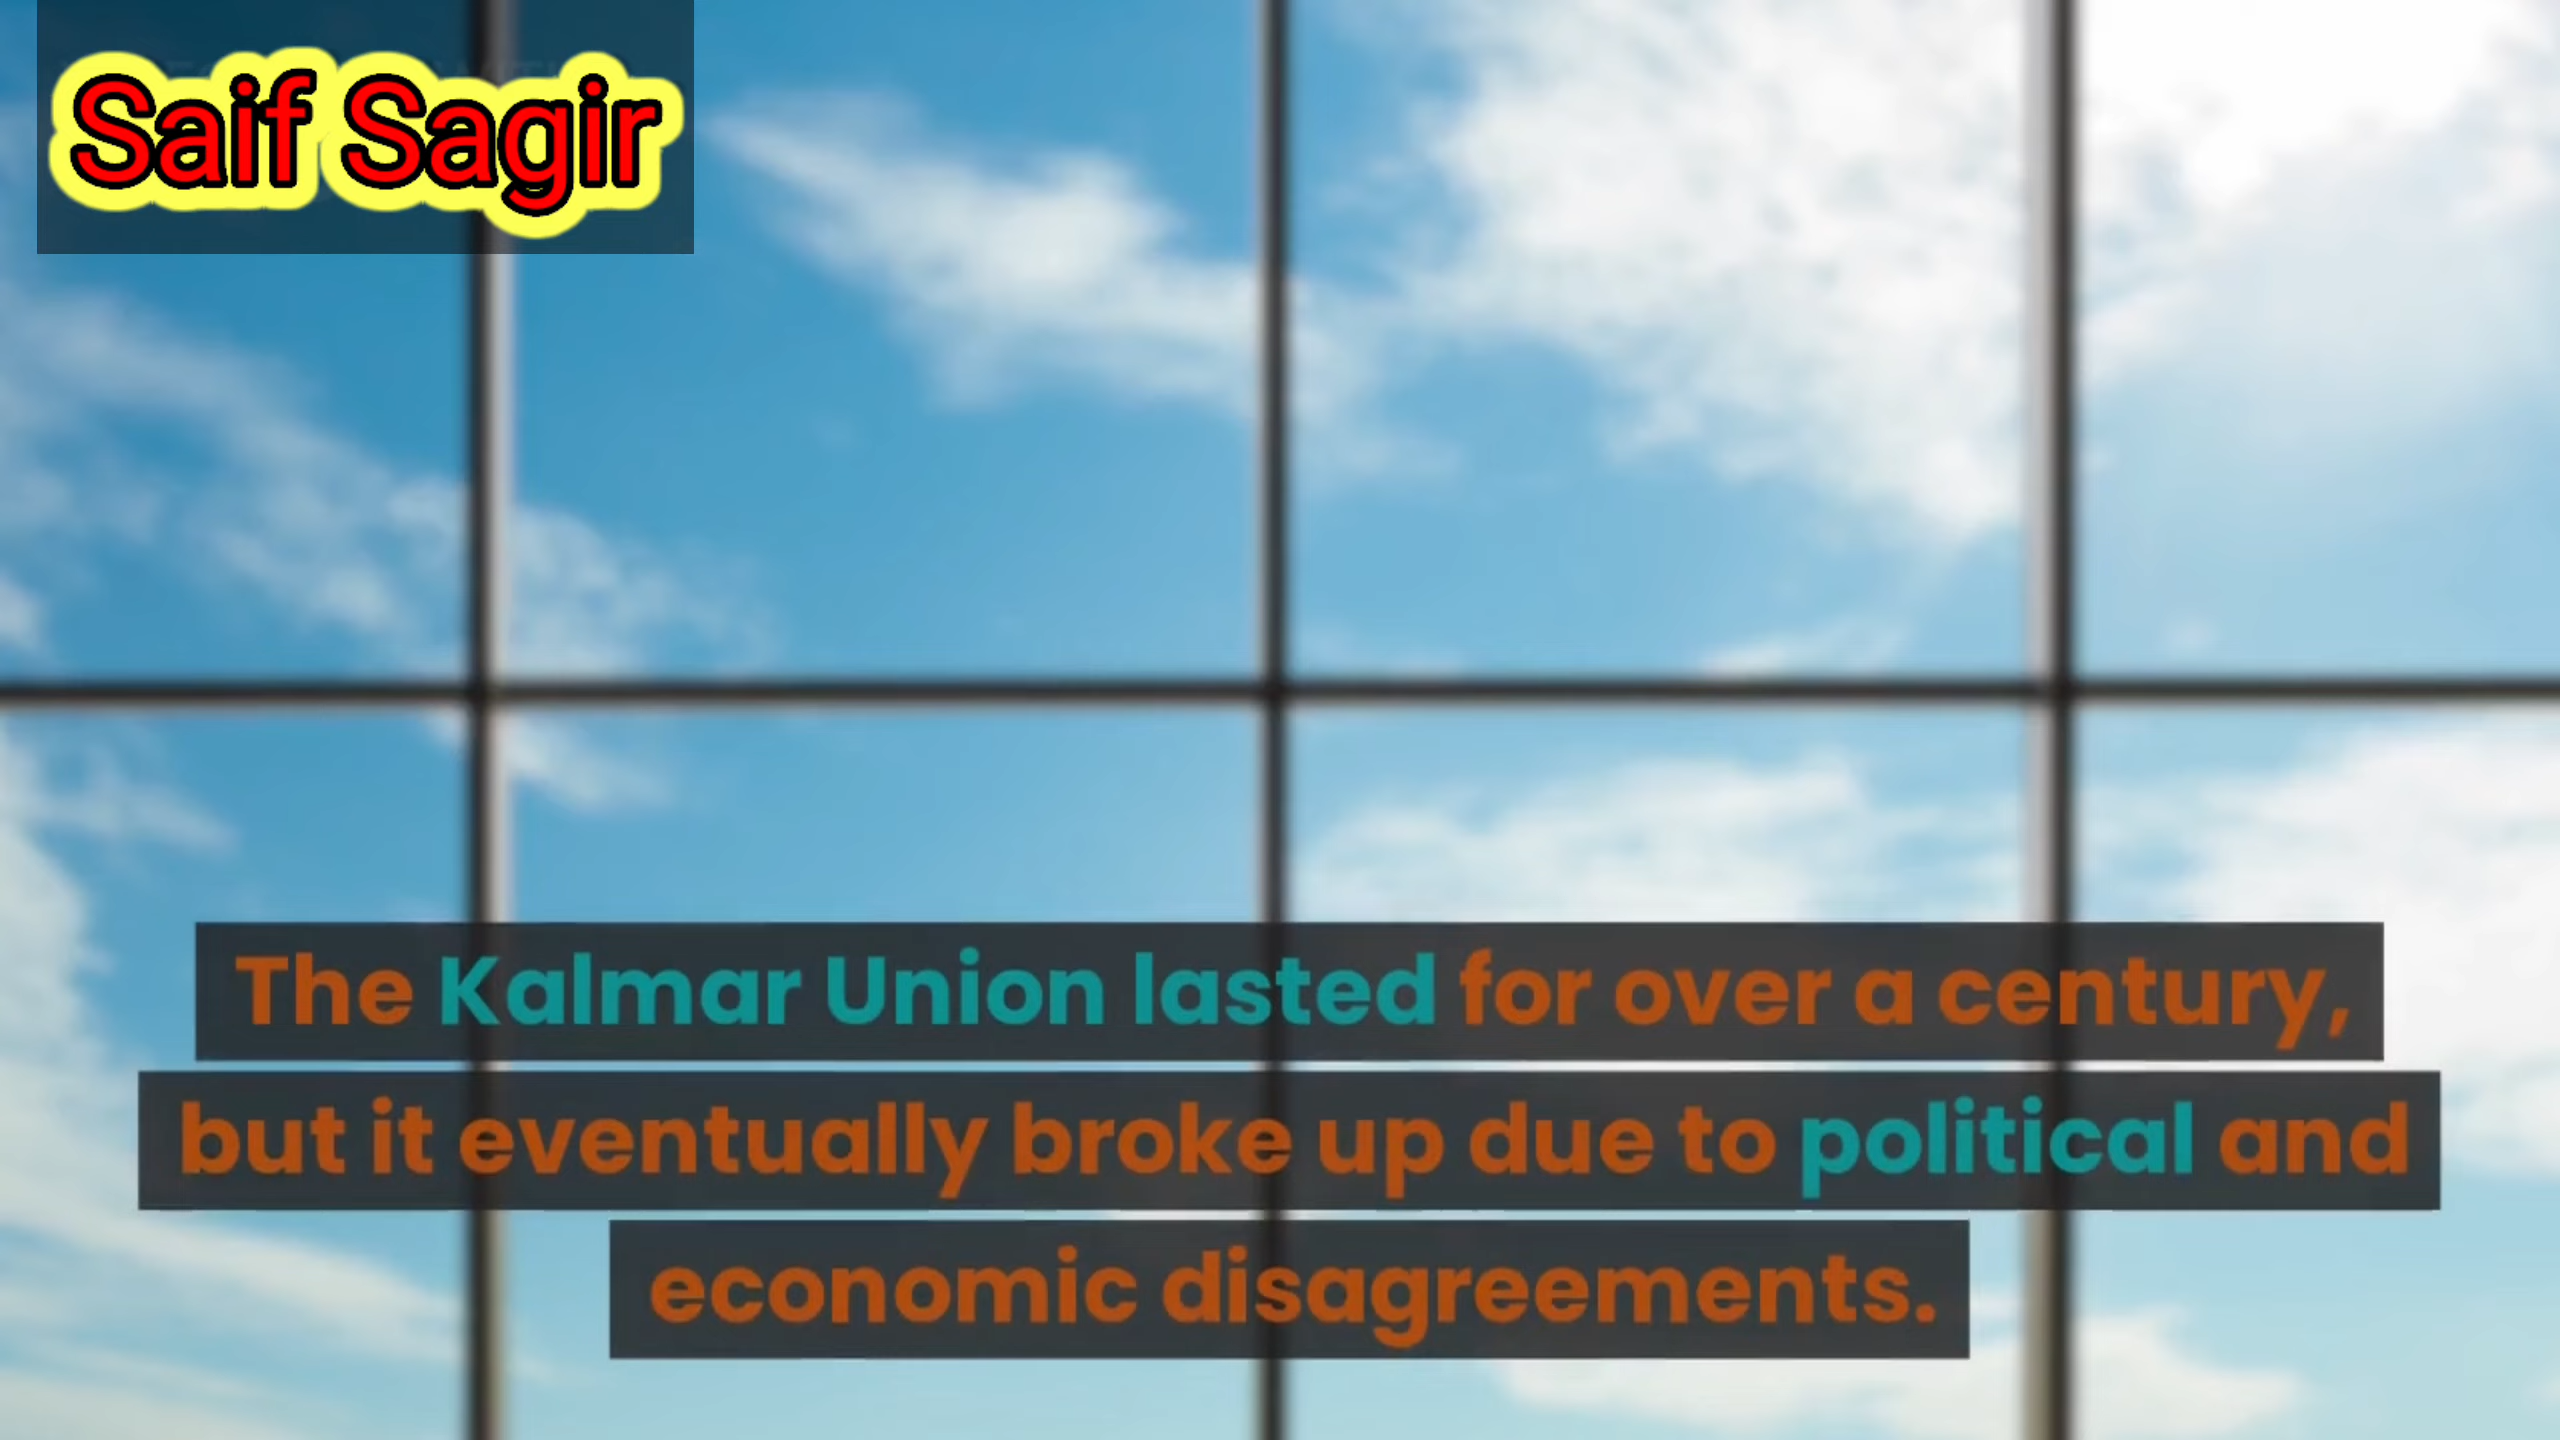 Saif Sagir
The Kalmar Union lasted for over a century,
but it eventually broke up due to political and
economic disagreements.